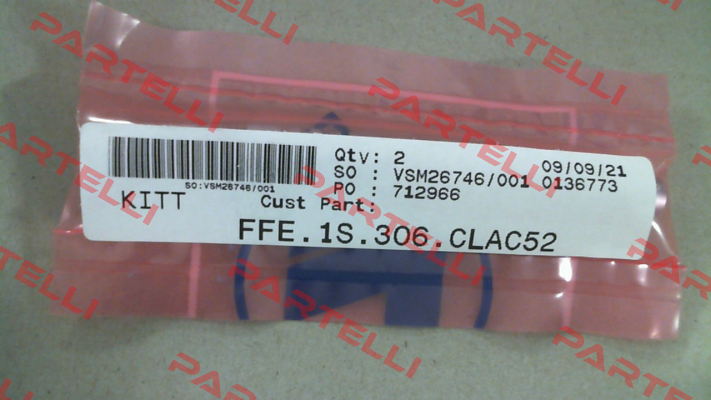 Qty: 2 09/09/21
SO : VSM26746/001 0136773
PO : 712966
SO:VSM26746/001
KITT Cust Part:
FFE.1S.306.CLAC52
PARTELLI
PARTELLI
PARTELLI
PARTELLI
PARTELLI
PARTELLI
PARTELLI
PARTELLI